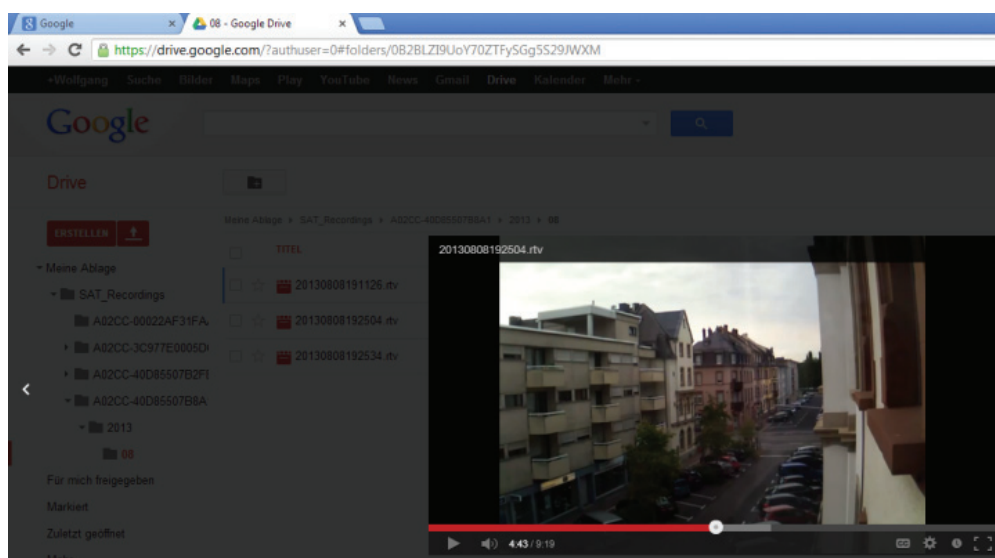 Google
08 - Google Drive
https://drive.google.com/?authuser=0#folders/0B2BLZI9UoY70ZTFySGg5S29JWXM
+Wolfgang Suche Bilder Maps Play YouTube News Gmail Drive Kalender Mehr
Google
Drive
Meine Ablage SAT_Recordings A02CC-40D85507B8A1 2013 08
ERSTELLEN
TITEL
20130808192504.rtv
Meine Ablage
20130808191126.rtv
SAT_Recordings
A02CC-00022AF31FA
20130808192504.rtv
A02CC-3C977E0005D
20130808192534.rtv
A02CC-40D85507B2F
A02CC-40D85507B8A
2013
08
Für mich freigegeben
Markiert
Zuletzt geöffnet
4:43 / 9:19
CC